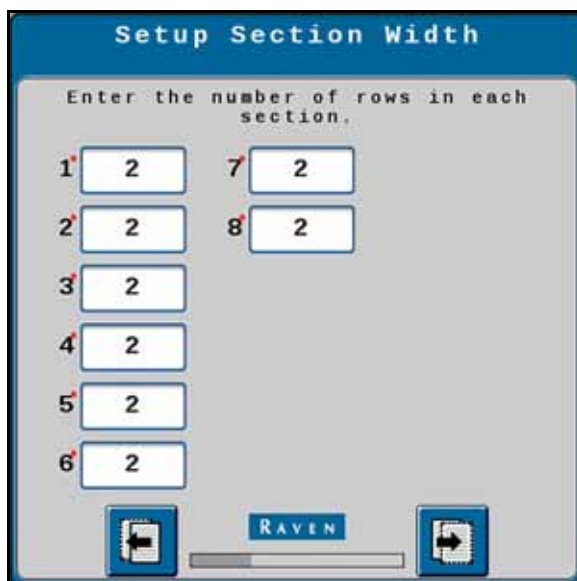 Setup Section Width
Enter the number of rows in each
section.
1 2 7 2
2 2 8 2
3 2
4 2
5 2
6 2
RAVEN